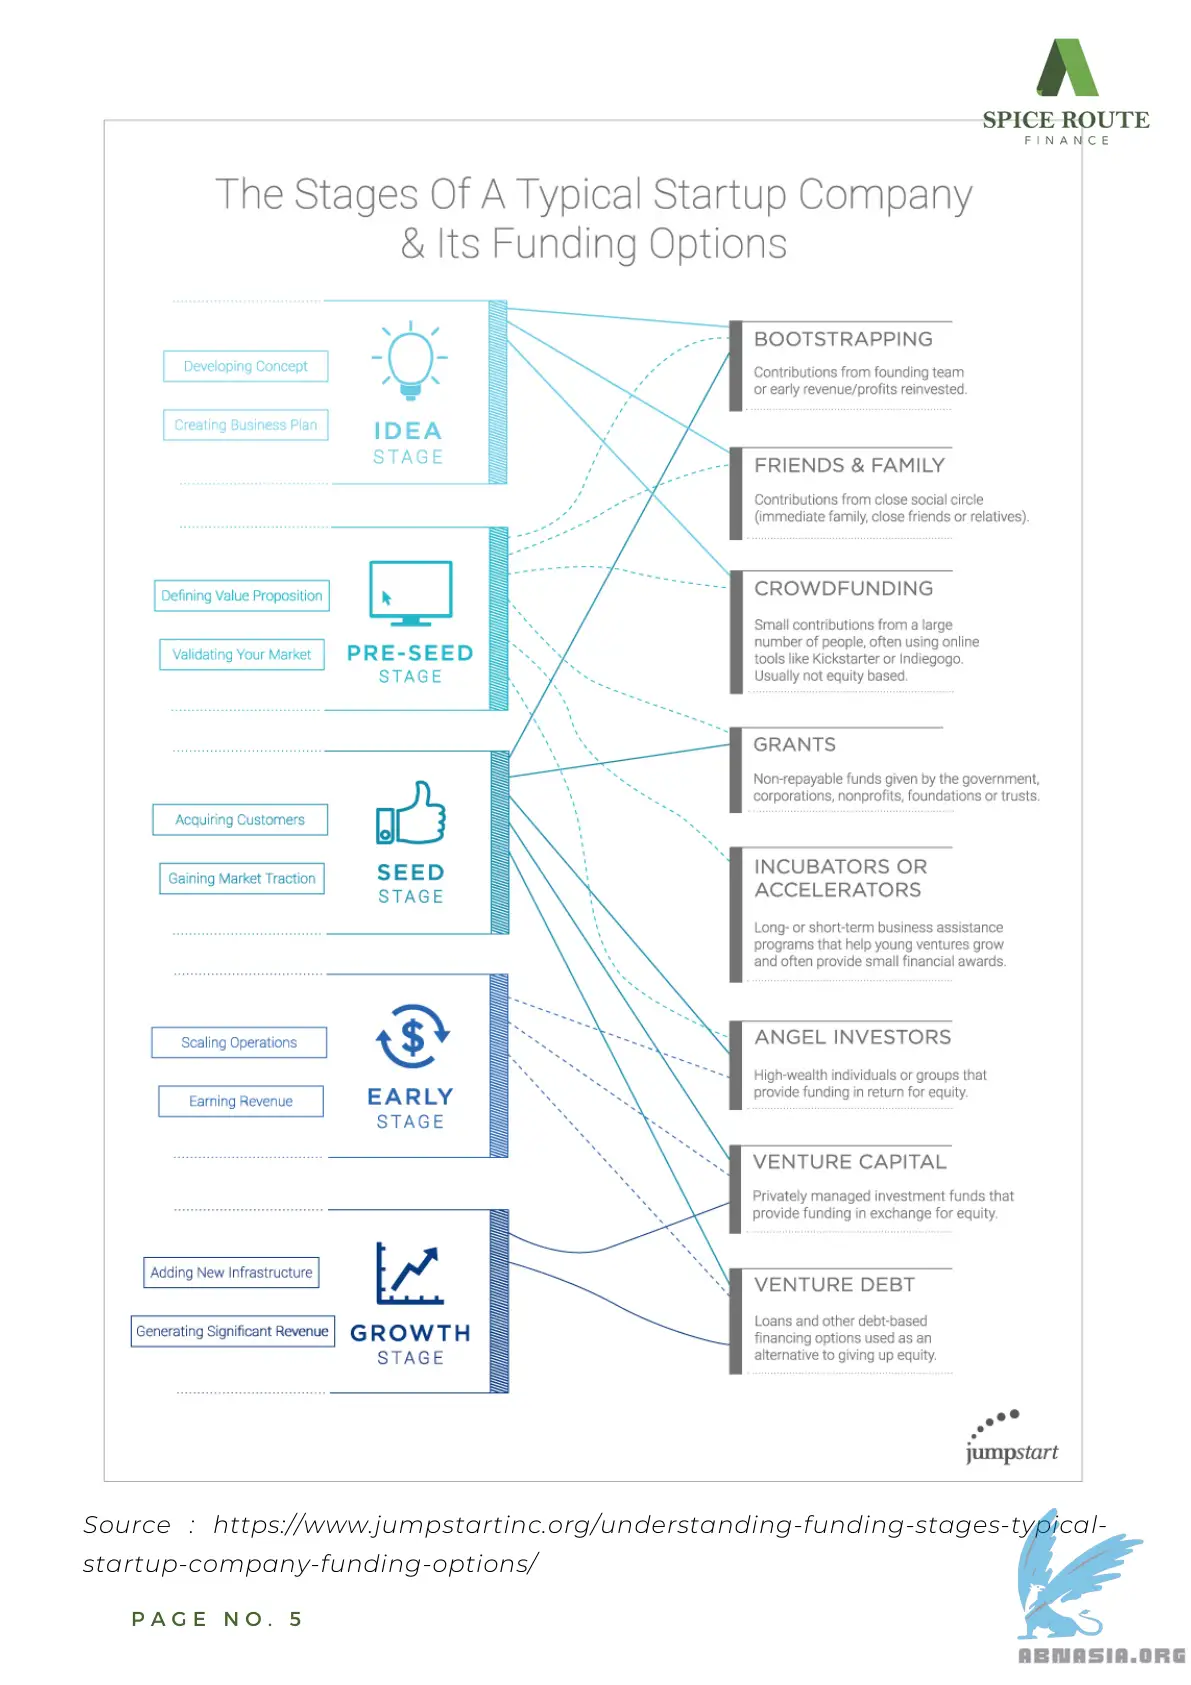 SPICE ROUTE
FINANCE
The Stages Of A Typical Startup Company
& Its Funding Options
Developing Concept
Creating Business Plan
IDEA
STAGE
Defining Value Proposition
Validating Your Market
PRE-SEED
STAGE
Acquiring Customers
Gaining Market Traction
SEED
STAGE
Scaling Operations
Earning Revenue
EARLY
STAGE
Adding New Infrastructure
Generating Significant Revenue
GROWTH
STAGE
BOOTSTRAPPING
Contributions from founding team
or early revenue/profits reinvested.
FRIENDS & FAMILY
Contributions from close social circle
(immediate family, close friends or relatives).
CROWDFUNDING
Small contributions from a large
number of people, often using online
tools like Kickstarter or Indiegogo.
Usually not equity based.
GRANTS
Non-repayable funds given by the government,
corporations, nonprofits, foundations or trusts.
INCUBATORS OR
ACCELERATORS
Long- or short-term business assistance
programs that help young ventures grow
and often provide small financial awards.
ANGEL INVESTORS
High-wealth individuals or groups that
provide funding in return for equity.
VENTURE CAPITAL
Privately managed investment funds that
provide funding in exchange for equity.
VENTURE DEBT
Loans and other debt-based
financing options used as an
alternative to giving up equity.
jumpstart
Source : https://www.jumpstartinc.org/understanding-funding-stages-typical-
startup-company-funding-options/
PAGE NO. 5
ABNASIA.ORG